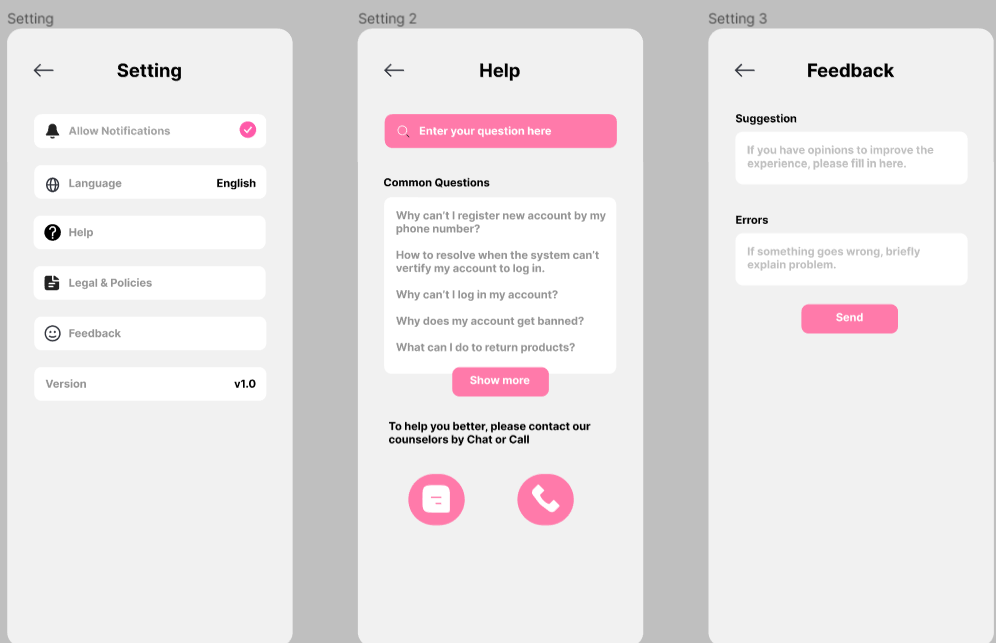 Setting
Setting
Allow Notifications
Language English
Help
Legal & Policies
Feedback
Version v1.0
Setting 2
Help
Enter your question here
Common Questions
Why can't I register new account by my
phone number?
How to resolve when the system can't
vertify my account to log in.
Why can't I log in my account?
Why does my account get banned?
What can I do to return products?
Show more
To help you better, please contact our
counselors by Chat or Call
Setting 3
Feedback
Suggestion
If you have opinions to improve the
experience, please fill in here.
Errors
If something goes wrong, briefly
explain problem.
Send